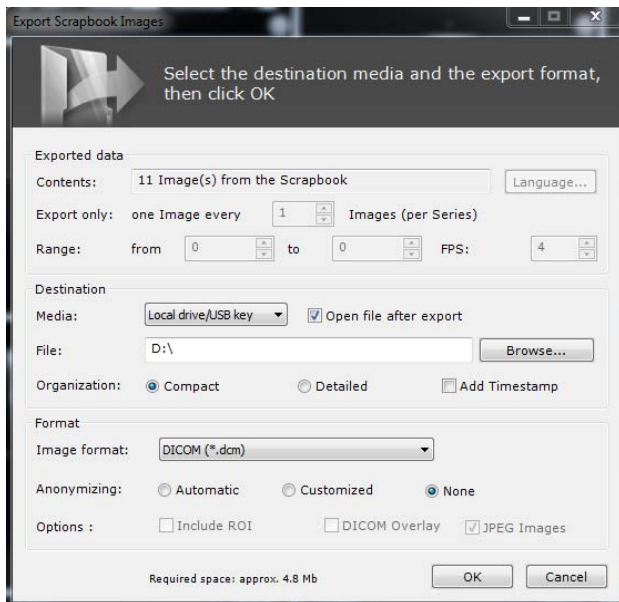 Export Scrapbook Images
Select the destination media and the export format,
then click OK
Exported data
Contents: 11 Image(s) from the Scrapbook Language...
Export only: one Image every 1 Images (per Series)
Range: from 0 to 0 FPS: 4
Destination
Media: Local drive/USB key Open file after export
File: D:\ Browse...
Organization: Compact Detailed Add Timestamp
Format
Image format: DICOM (*.dcm)
Anonymizing: Automatic Customized None
Options : Include ROI DICOM Overlay JPEG Images
Required space: approx. 4.8 Mb OK Cancel